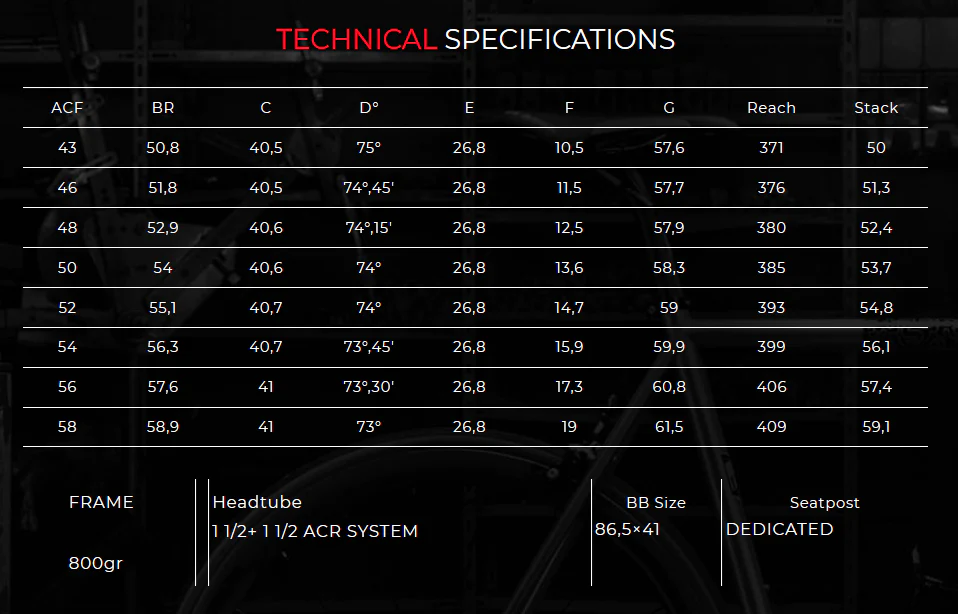 TECHNICAL SPECIFICATIONS
ACF BR C D° E F G Reach Stack
43 50,8 40,5 75° 26,8 10,5 57,6 371 50
46 51,8 40,5 74°,45' 26,8 11,5 57,7 376 51,3
48 52,9 40,6 74°,15' 26,8 12,5 57,9 380 52,4
50 54 40,6 74° 26,8 13,6 58,3 385 53,7
52 55,1 40,7 74° 26,8 14,7 59 393 54,8
54 56,3 40,7 73°,45' 26,8 15,9 59,9 399 56,1
56 57,6 41 73°,30' 26,8 17,3 60,8 406 57,4
58 58,9 41 73° 26,8 19 61,5 409 59,1
FRAME Headtube BB Size Seatpost
1 1/2+ 1 1/2 ACR SYSTEM 86,5×41 DEDICATED
800gr